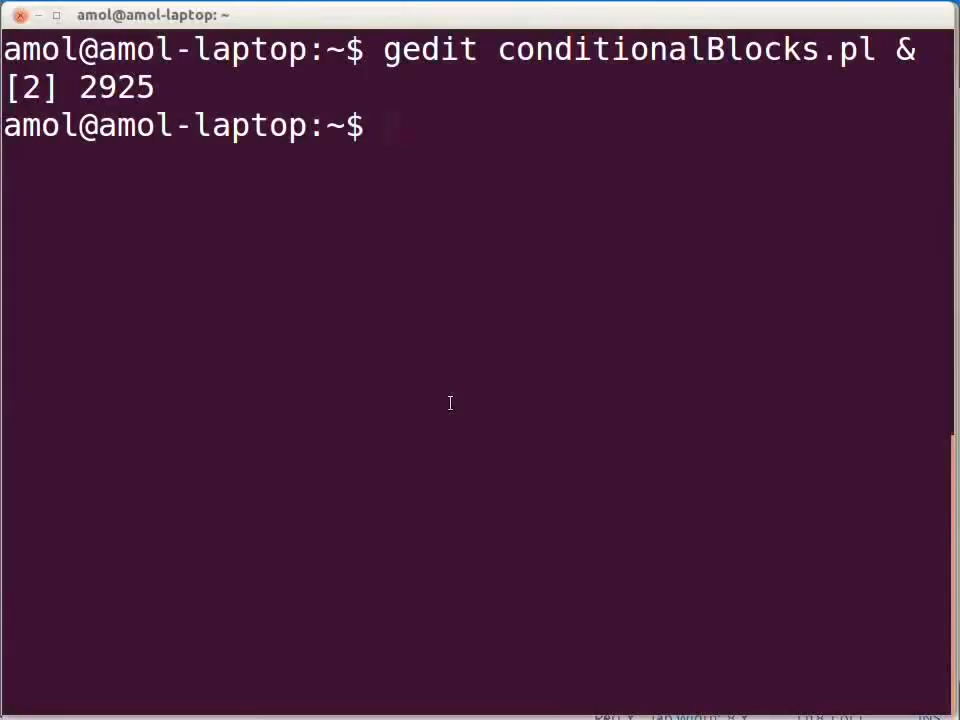 amol@amol-laptop: ~
amol@amol-laptop:~$ gedit conditionalBlocks.pl &
[2] 2925
amol@amol-laptop:~$